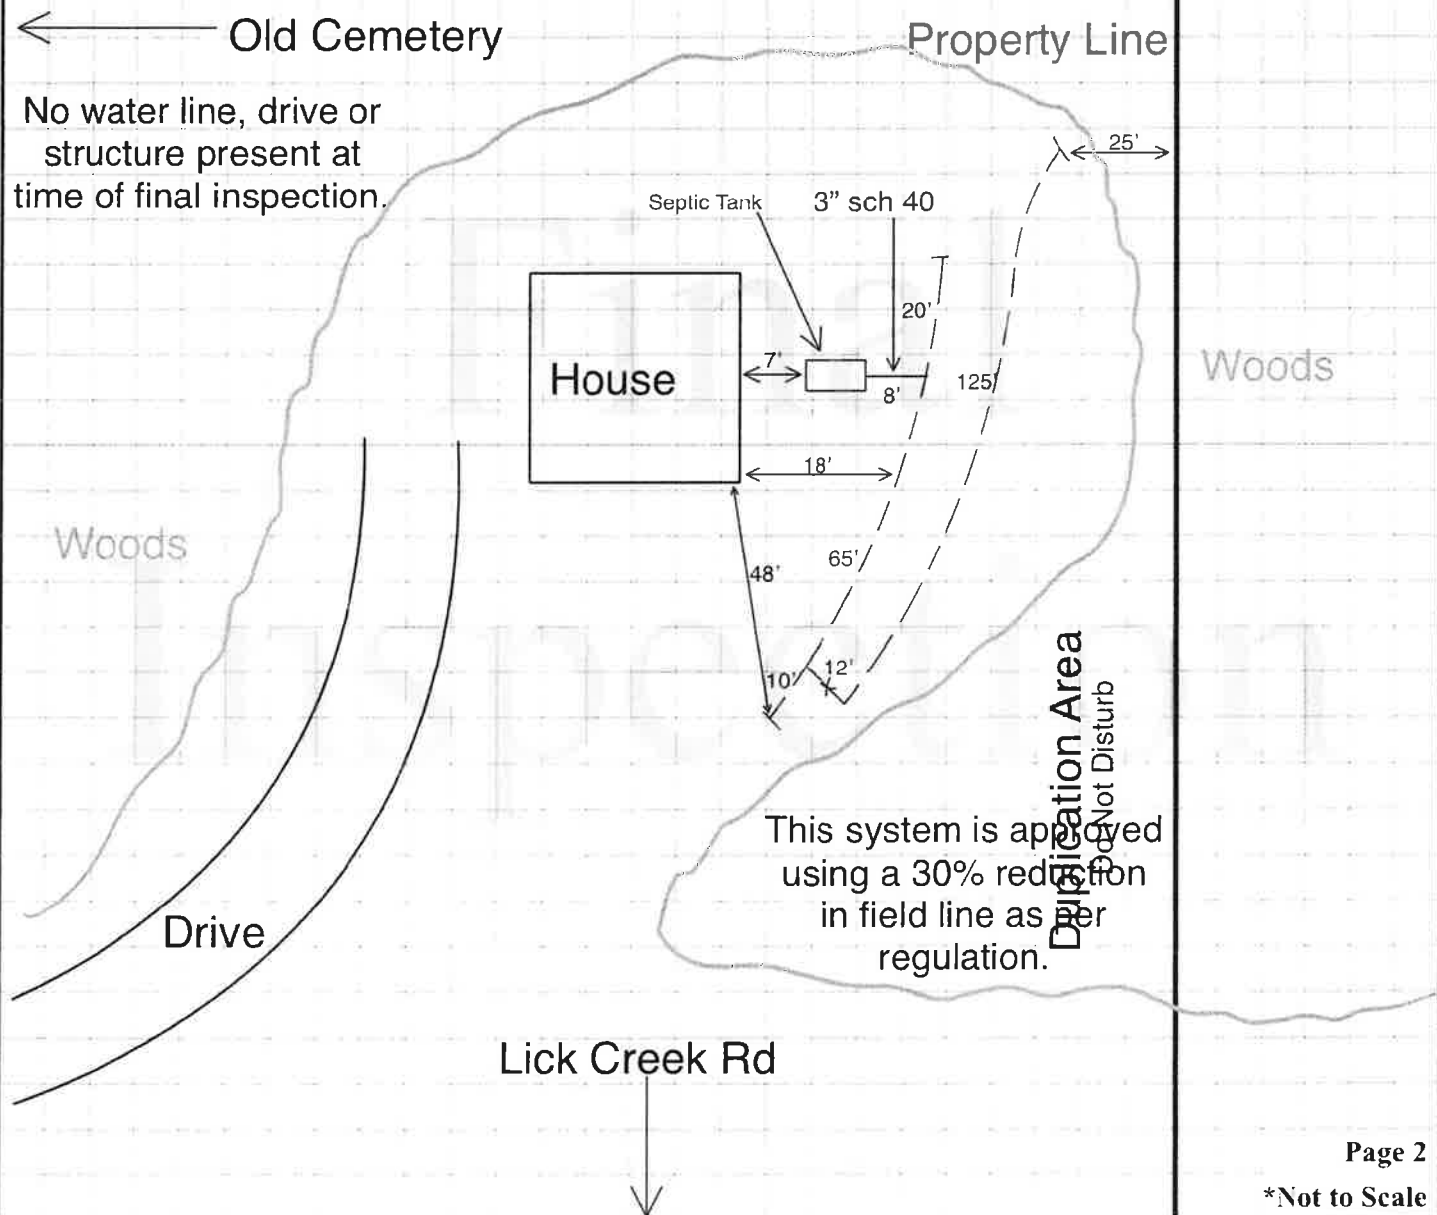 Old Cemetery
Property Line
No water line, drive or
structure present at
time of final inspection.
25'
Septic Tank
3” sch 40
20'
House
7'
8'
125'
Woods
18'
Woods
65'
48'
10'
12'
Final
Inspection
Duplication Area
Do Not Disturb
This system is approved
using a 30% reduction
in field line as per
regulation.
Drive
Lick Creek Rd
Page 2
*Not to Scale